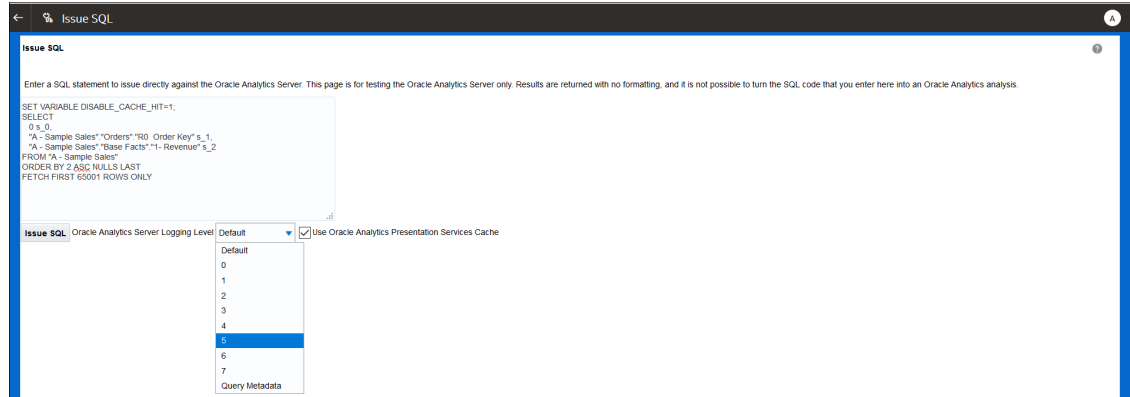 ← Issue SQL A
Issue SQL ?
Enter a SQL statement to issue directly against the Oracle Analytics Server. This page is for testing the Oracle Analytics Server only. Results are returned with no formatting, and it is not possible to turn the SQL code that you enter here into an Oracle Analytics analysis.
SET VARIABLE DISABLE_CACHE_HIT=1;
SELECT
0 s_0,
"A - Sample Sales"."Orders"."R0  Order Key" s_1,
"A - Sample Sales"."Base Facts"."1- Revenue" s_2
FROM "A - Sample Sales"
ORDER BY 2 ASC NULLS LAST
FETCH FIRST 65001 ROWS ONLY
Issue SQL Oracle Analytics Server Logging Level Default Use Oracle Analytics Presentation Services Cache
Default
0
1
2
3
4
5
6
7
Query Metadata